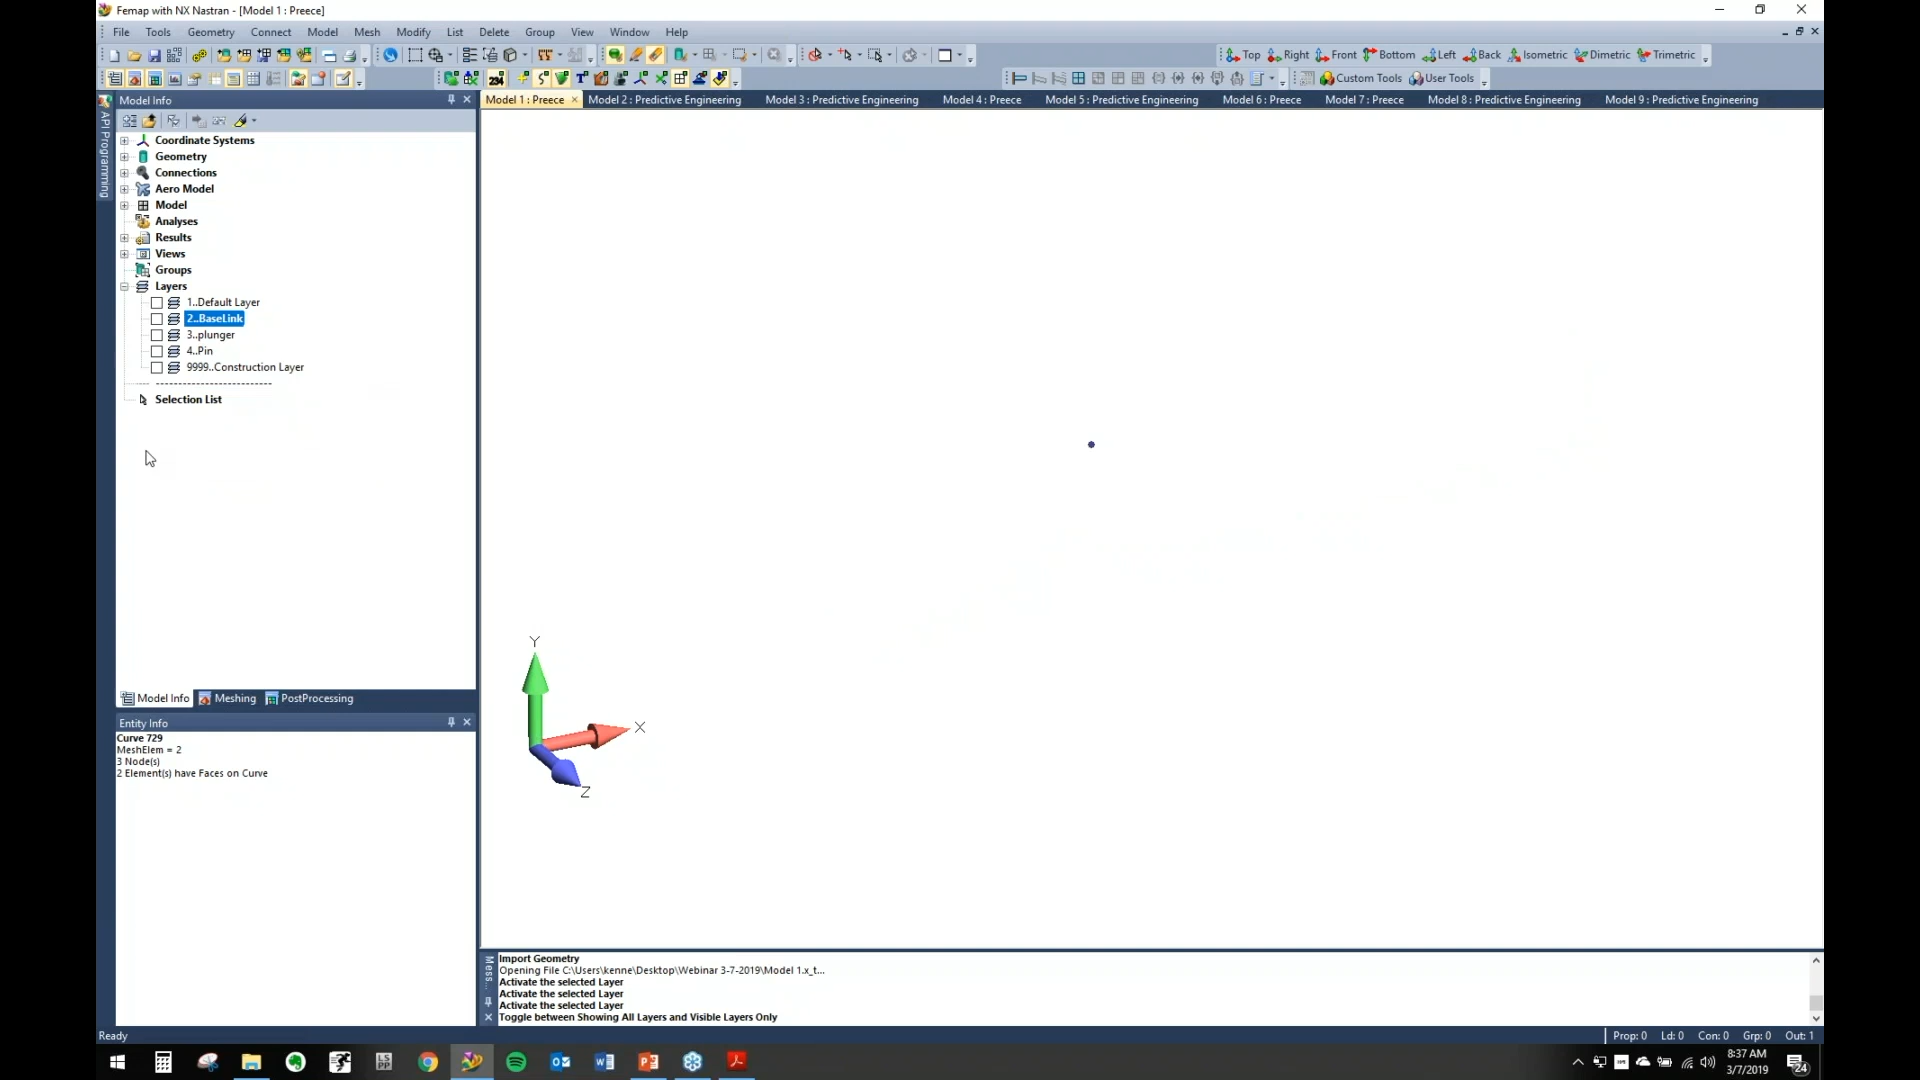 Femap with NX Nastran - [Model 1 : Preece]
File Tools Geometry Connect Model Mesh Modify List Delete Group View Window Help
Top Right Front Bottom Left Back Isometric Dimetric Trimetric
234 T Custom Tools User Tools
API Programming
Model Info
Model 1 : Preece Model 2 : Predictive Engineering Model 3 : Predictive Engineering Model 4 : Preece Model 5 : Predictive Engineering Model 6 : Preece Model 7 : Preece Model 8 : Predictive Engineering Model 9 : Predictive Engineering
Coordinate Systems
Geometry
Connections
Aero Model
Model
Analyses
Results
Views
Groups
Layers
1..Default Layer
2..BaseLink
3..plunger
4..Pin
9999..Construction Layer
Selection List
Y
X
Z
Model Info Meshing PostProcessing
Entity Info
Curve 729
MeshElem = 2
3 Node(s)
2 Element(s) have Faces on Curve
Mess...
Import Geometry
Opening File C:\Users\kenne\Desktop\Webinar 3-7-2019\Model 1.x_t...
Activate the selected Layer
Activate the selected Layer
Activate the selected Layer
Toggle between Showing All Layers and Visible Layers Only
Ready
Prop: 0 Ld: 0 Con: 0 Grp: 0 Out: 1
LS PP
8:37 AM
3/7/2019
24